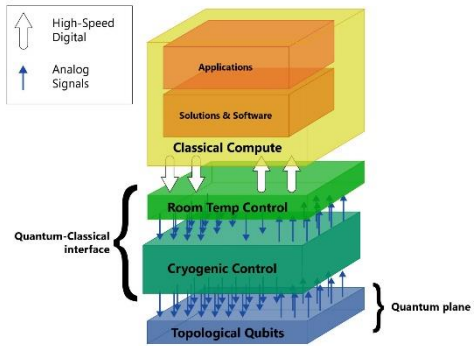 High-Speed
Digital
Analog
Signals
Applications
Solutions & Software
Classical Compute
Room Temp Control
Quantum-Classical
interface
Cryogenic Control
Quantum plane
Topological Qubits